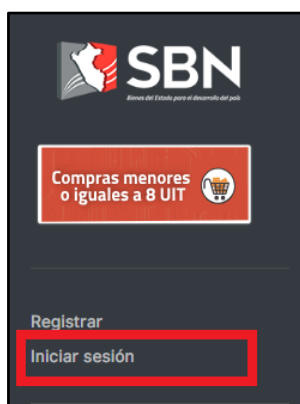 SBN
Bienes del Estado para el desarrollo del país
Compras menores
o iguales a 8 UIT
Registrar
Iniciar sesión